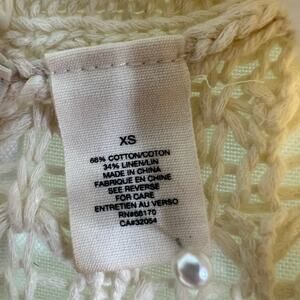 XS
66% COTTON/COTON
34% LINEN/LIN
MADE IN CHINA
FABRIQUE EN CHINE
SEE REVERSE
FOR CARE
ENTRETIEN AU VERSO
RN#66170
CA#32054